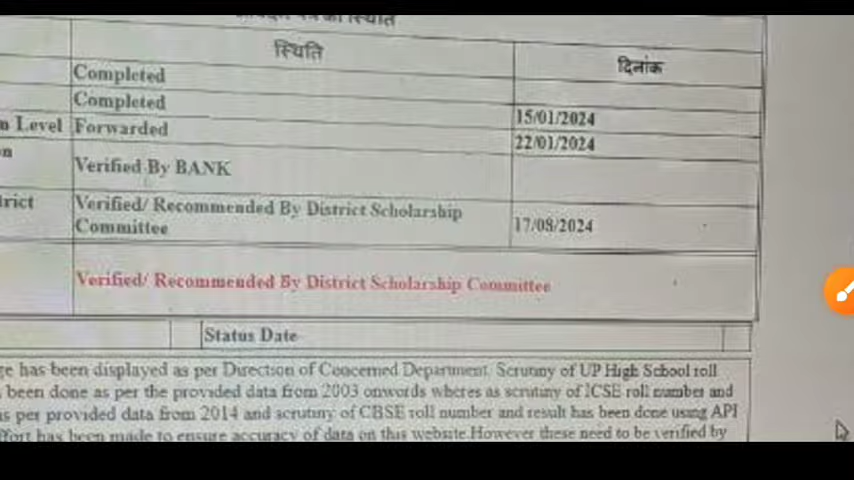 स्थिति
दिनांक
Completed
Completed
15/01/2024
Level Forwarded
22/01/2024
Verified By BANK
Verified/ Recommended By District Scholarship
Committee
17/08/2024
Verified/ Recommended By District Scholarship Committee
Status Date
has been displayed as per Direction of Concerned Department. Scrunny of UP High School roll
been done as per the provided data from 2003 onwords wheres as scrutiny of ICSE roll number and
as per provided data from 2014 and scrutiny of CBSE roll number and result has been done using API
has been made to ensure accuracy of data on this website.However these need to be verified by